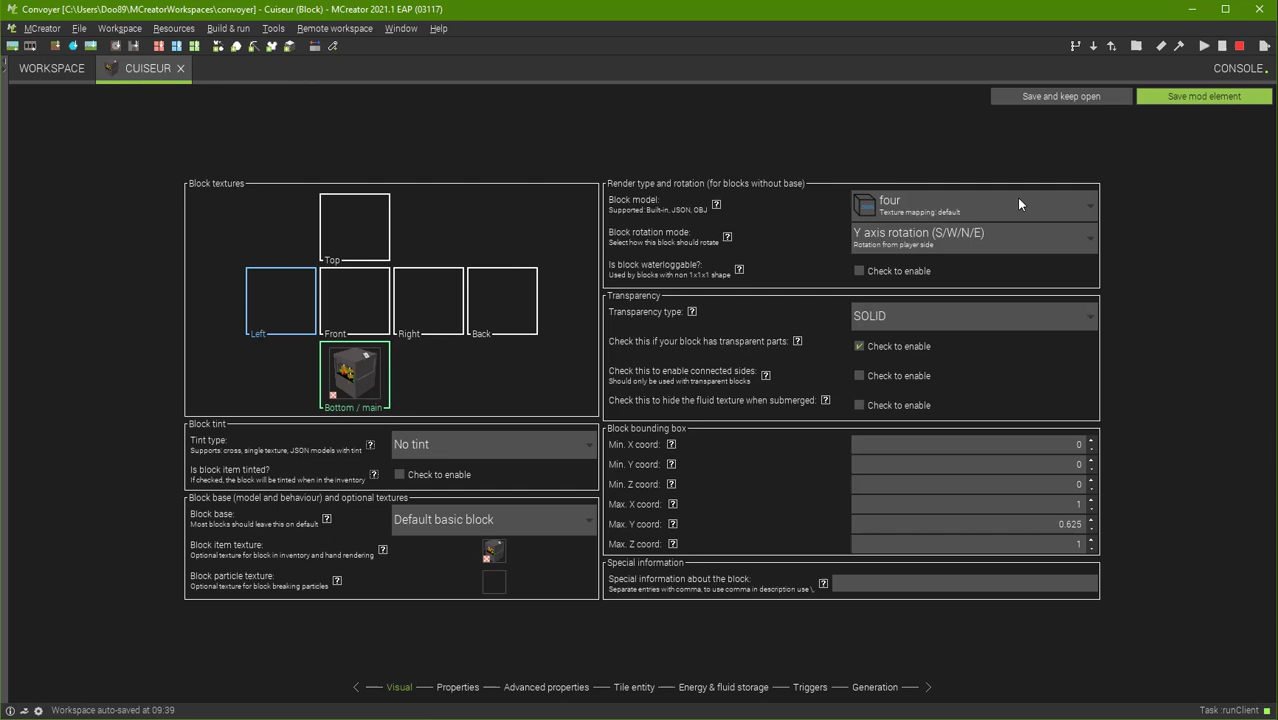 Convoyer [C:\Users\Doo89\MCreatorWorkspaces\convoyer] - Cuiseur (Block) - MCreator 2021.1 EAP (03117)
MCreator File Workspace Resources Build & run Tools Remote workspace Window Help
WORKSPACE CUISEUR CONSOLE
Save and keep open Save mod element
Block textures
Top
Left
Front
Right
Back
Bottom / main
Block tint
Tint type: ?
Supports: cross, single texture, JSON models with tint
No tint
Is block item tinted? ?
If checked, the block will be tinted when in the inventory
Check to enable
Block base (model and behaviour) and optional textures
Block base: ?
Most blocks should leave this on default
Default basic block
Block item texture: ?
Optional texture for block in inventory and hand rendering
Block particle texture: ?
Optional texture for block breaking particles
Render type and rotation (for blocks without base)
Block model: ?
Supported: Built-in, JSON, OBJ
four
Texture mapping: default
Block rotation mode: ?
Select how this block should rotate
Y axis rotation (S/W/N/E)
Rotation from player side
Is block waterloggable?: ?
Used by blocks with non 1x1x1 shape
Check to enable
Transparency
Transparency type: ?
SOLID
Check this if your block has transparent parts: ?
Check to enable
Check this to enable connected sides: ?
Should only be used with transparent blocks
Check to enable
Check this to hide the fluid texture when submerged: ?
Check to enable
Block bounding box
Min. X coord: ? 0
Min. Y coord: ? 0
Min. Z coord: ? 0
Max. X coord: ? 1
Max. Y coord: ? 0.625
Max. Z coord: ? 1
Special information
Special information about the block: ?
Separate entries with comma, to use comma in description use \,
Visual Properties Advanced properties Tile entity Energy & fluid storage Triggers Generation
Workspace auto-saved at 09:39
Task :runClient